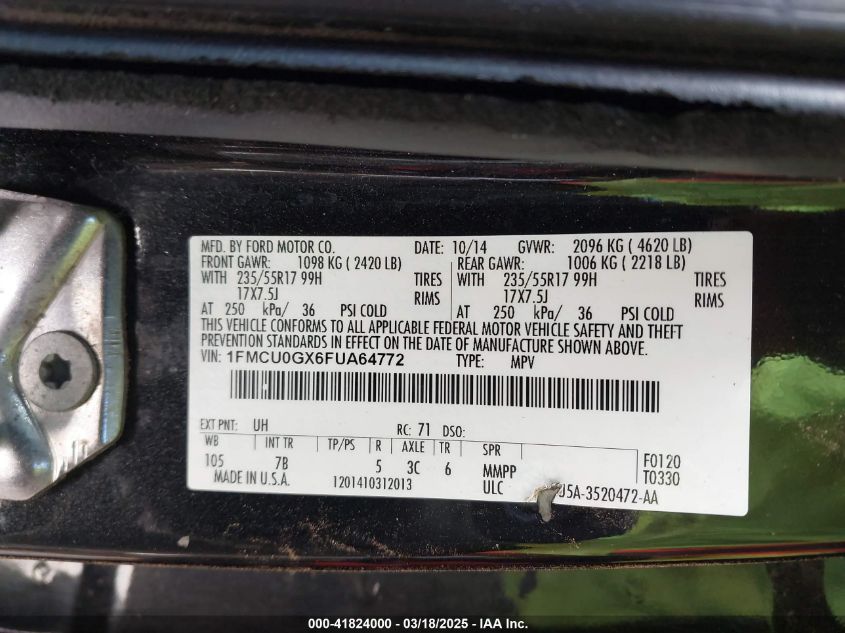 MFD. BY FORD MOTOR CO. DATE: 10/14 GVWR: 2096 KG ( 4620 LB)
FRONT GAWR: 1098 KG ( 2420 LB) REAR GAWR: 1006 KG ( 2218 LB)
WITH 235/55R17 99H TIRES WITH 235/55R17 99H TIRES
17X7.5J RIMS 17X7.5J RIMS
AT 250 kPa/ 36 PSI COLD AT 250 kPa/ 36 PSI COLD
THIS VEHICLE CONFORMS TO ALL APPLICABLE FEDERAL MOTOR VEHICLE SAFETY AND THEFT
PREVENTION STANDARDS IN EFFECT ON THE DATE OF MANUFACTURE SHOWN ABOVE.
VIN: 1FMCU0GX6FUA64772 TYPE: MPV
EXT PNT: UH RC: 71 DSO:
WB INT TR TP/PS R AXLE TR SPR F0120
105 7B 5 3C 6 MMPP T0330
MADE IN U.S.A. 1201410312013 ULC U5A-3520472-AA
000-41824000 — 03/18/2025 — IAA Inc.